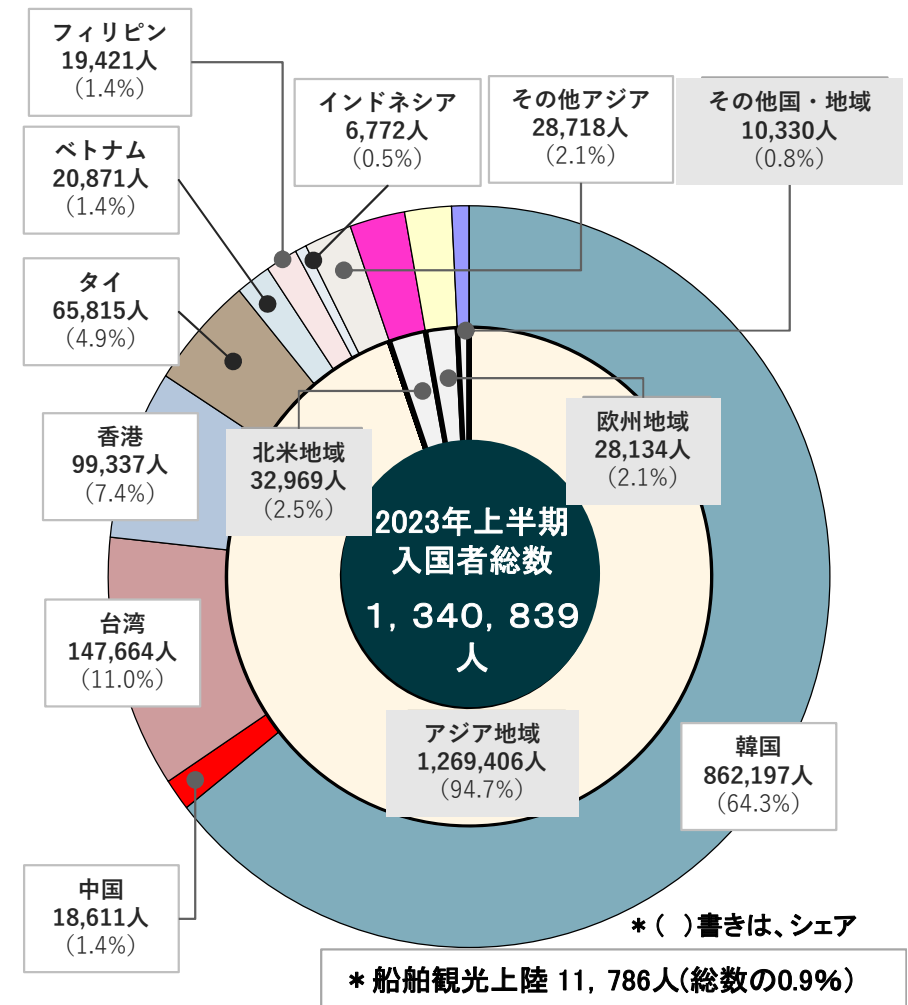 フィリピン
19,421人
（1.4%）
インドネシア
6,772人
（0.5%）
その他アジア
28,718人
（2.1%）
その他国・地域
10,330人
（0.8%）
ベトナム
20,871人
（1.4%）
タイ
65,815人
（4.9%）
香港
99,337人
（7.4%）
北米地域
32,969人
（2.5%）
欧州地域
28,134人
（2.1%）
2023年上半期
入国者総数
１，３４０，８３９
人
台湾
147,664人
（11.0%）
アジア地域
1,269,406人
（94.7%）
韓国
862,197人
（64.3%）
中国
18,611人
（1.4%）
＊（　）書きは、シェア
＊船舶観光上陸 11，786人(総数の0.9%)